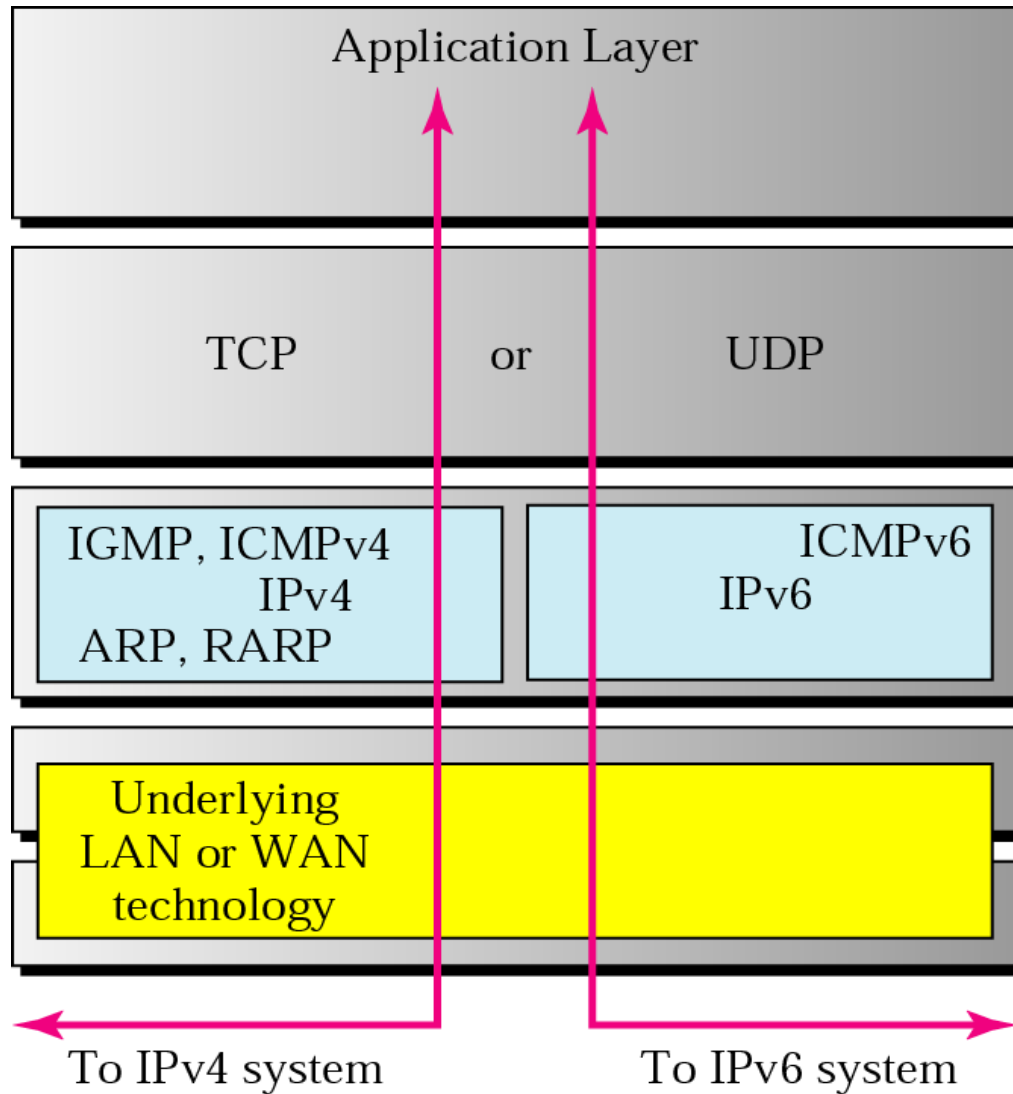 Application Layer
TCP or UDP
IGMP, ICMPv4
IPv4
ARP, RARP
ICMPv6
IPv6
Underlying
LAN or WAN
technology
To IPv4 system
To IPv6 system